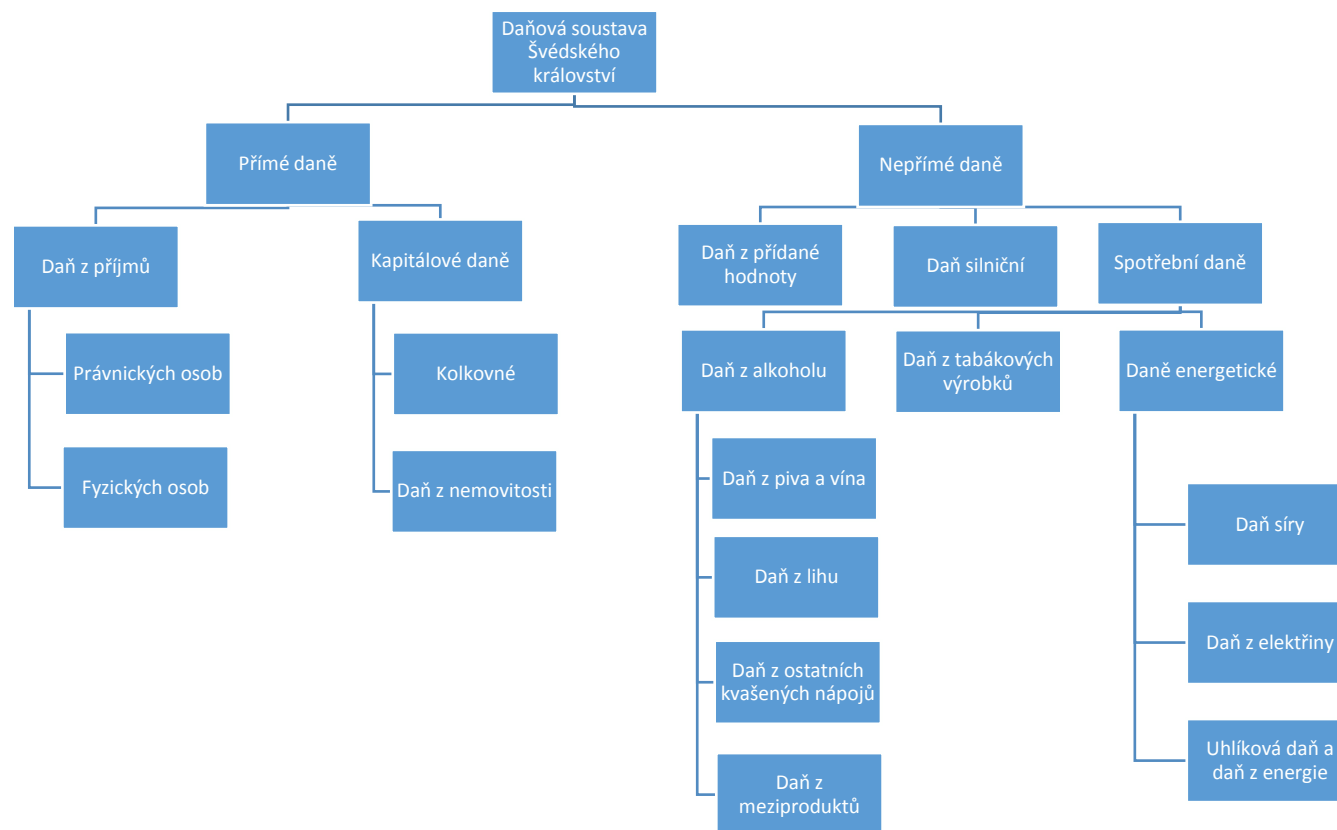 Daňová soustava
Švédského
království
Přímé daně
Nepřímé daně
Daň z příjmů
Kapitálové daně
Daň z přídané
hodnoty
Daň silniční
Spotřební daně
Právnických osob
Kolkovné
Daň z alkoholu
Daň z tabákových
výrobků
Daně energetické
Fyzických osob
Daň z nemovitosti
Daň z piva a vína
Daň síry
Daň z lihu
Daň z elektřiny
Daň z ostatních
kvašených nápojů
Uhlíková daň a
daň z energie
Daň z
meziproduktů